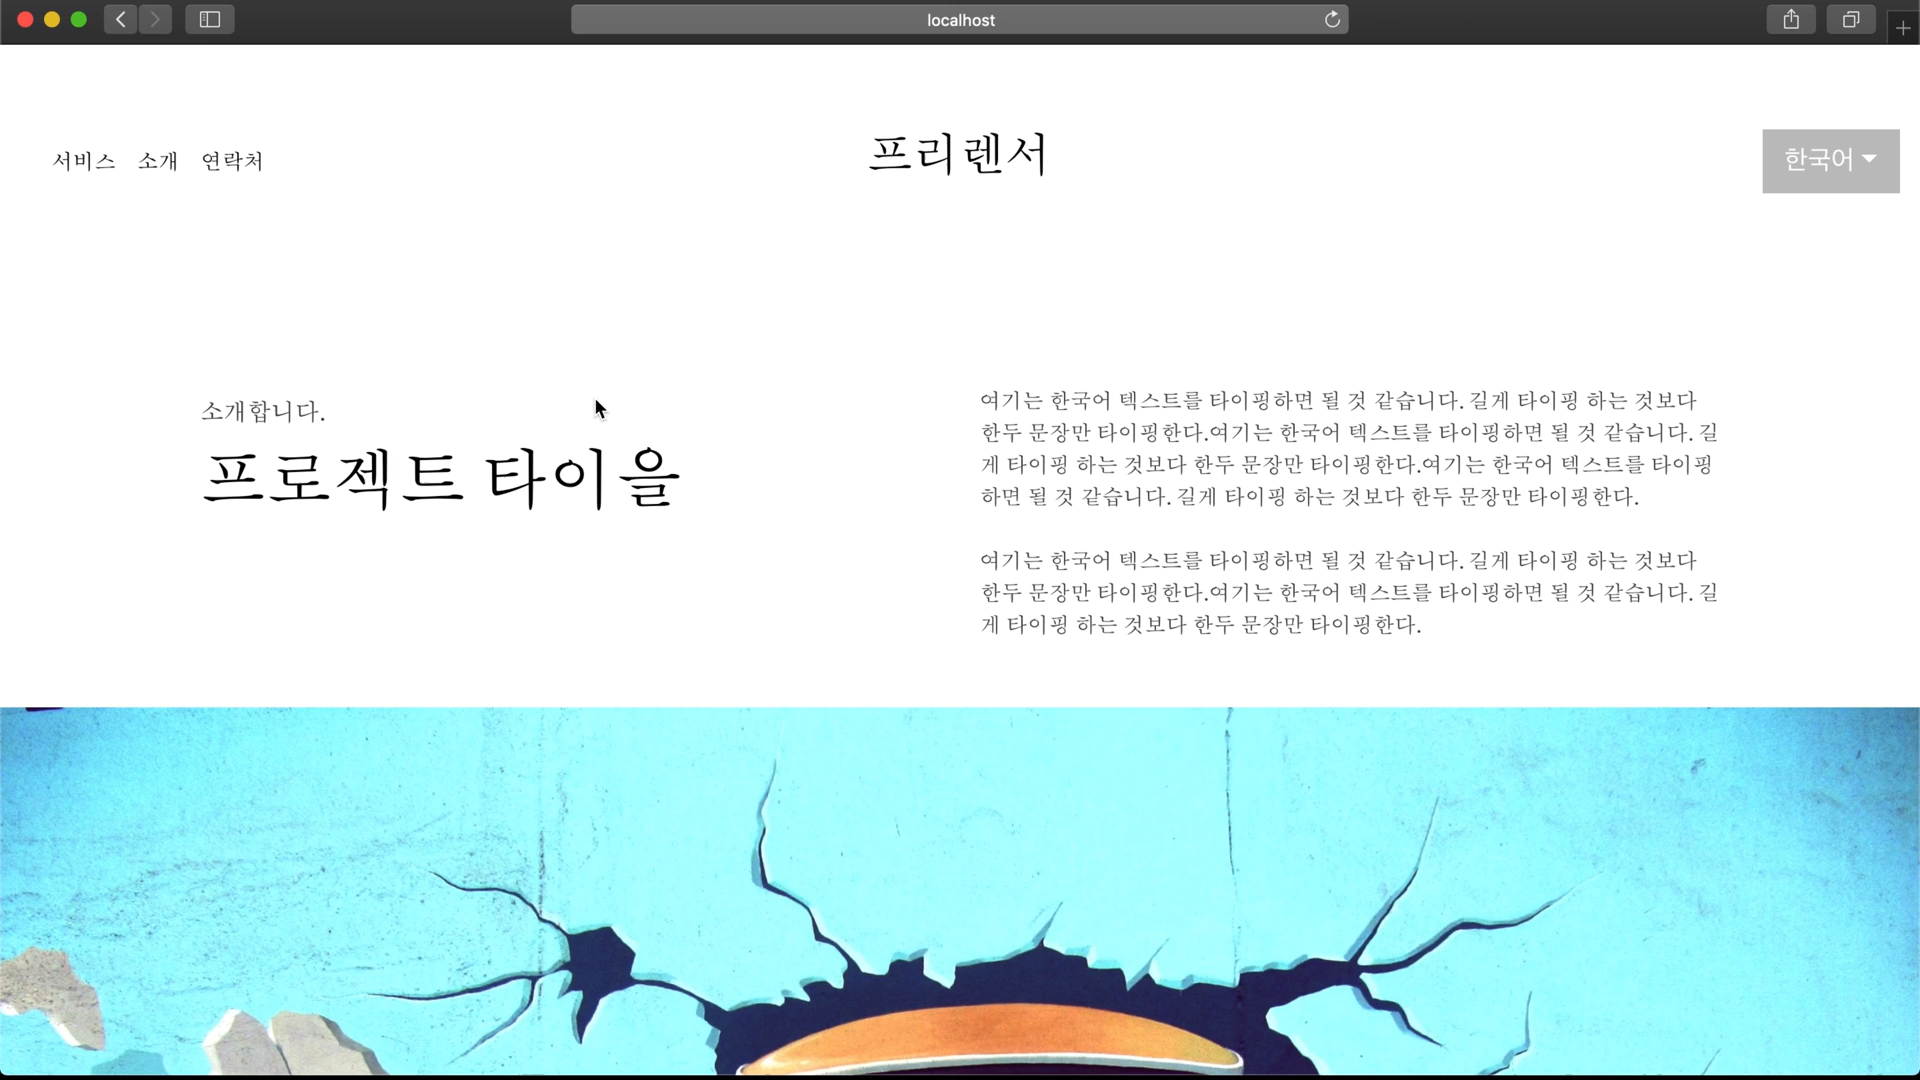 localhost
서비스 소개 연락처
프리렌서
한국어
소개합니다.
프로젝트 타이을
여기는 한국어 텍스트를 타이핑하면 될 것 같습니다. 길게 타이핑 하는 것보다
한두 문장만 타이핑한다.여기는 한국어 텍스트를 타이핑하면 될 것 같습니다. 길
게 타이핑 하는 것보다 한두 문장만 타이핑한다.여기는 한국어 텍스트를 타이핑
하면 될 것 같습니다. 길게 타이핑 하는 것보다 한두 문장만 타이핑한다.
여기는 한국어 텍스트를 타이핑하면 될 것 같습니다. 길게 타이핑 하는 것보다
한두 문장만 타이핑한다.여기는 한국어 텍스트를 타이핑하면 될 것 같습니다. 길
게 타이핑 하는 것보다 한두 문장만 타이핑한다.